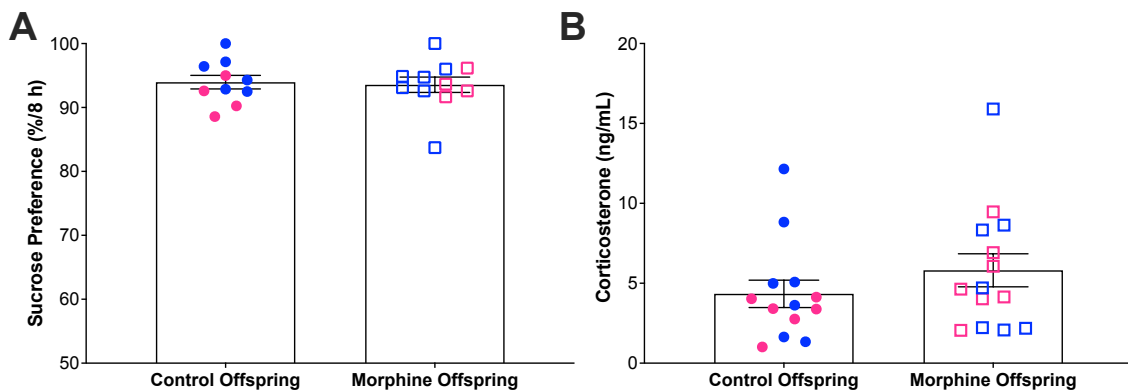 A
Sucrose Preference (%/8 h)
100
90
80
70
60
50
Control Offspring
Morphine Offspring
B
Corticosterone (ng/mL)
20
15
10
5
0
Control Offspring
Morphine Offspring